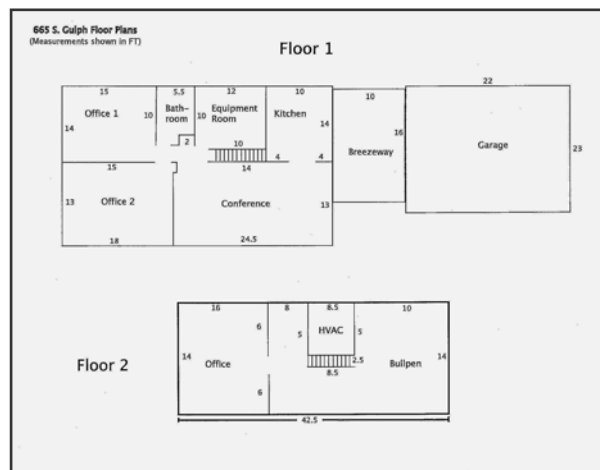 665 S. Gulph Floor Plans
(Measurements shown in FT)
Floor 1
22
15
5.5
12
10
10
Office 1
10
Bath-
room
10
Equipment
Room
Kitchen
14
14
16
2
10
4
4
Breezeway
Garage
23
15
14
13
Office 2
Conference
13
18
24.5
16
8
8.5
10
6
5
HVAC
5
Floor 2
14
Office
2.5
Bullpen
14
8.5
6
42.5